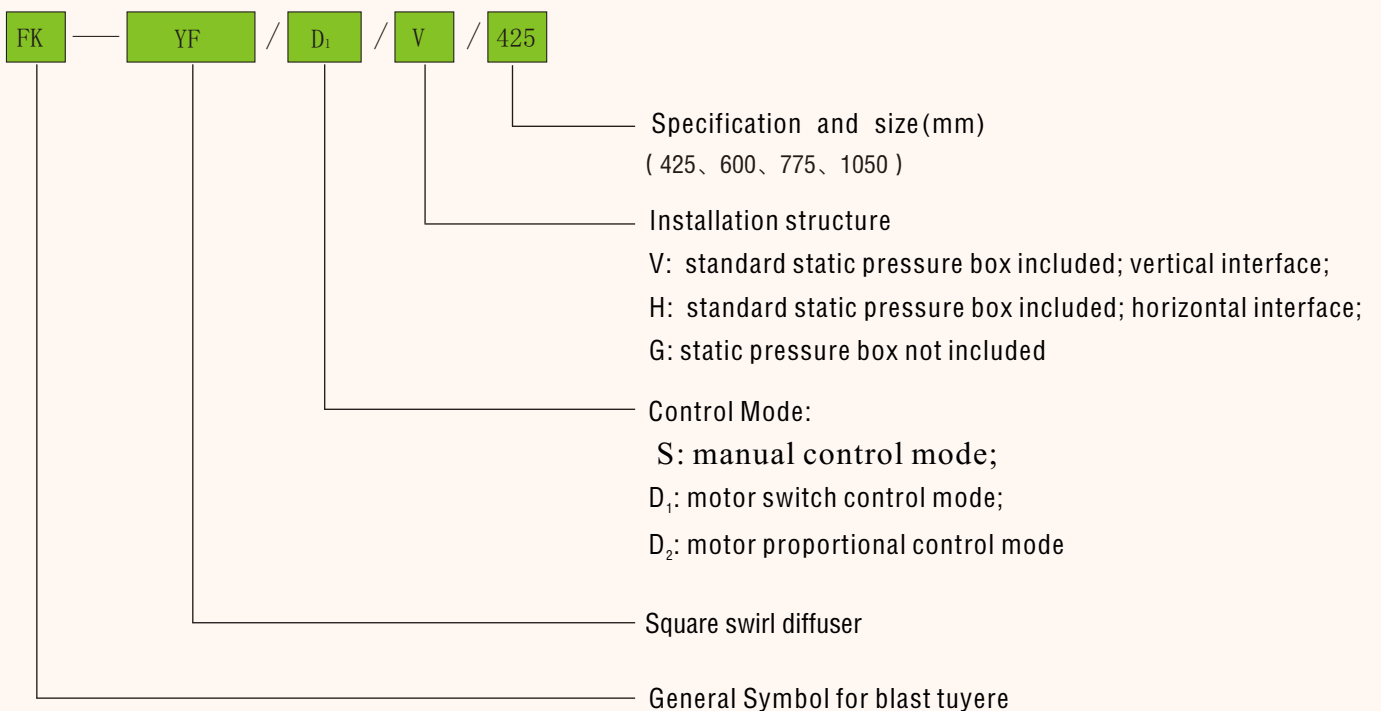 FK — YF / D₁ / V / 425
Specification and size(mm)
( 425、600、775、1050 )
Installation structure
V: standard static pressure box included; vertical interface;
H: standard static pressure box included; horizontal interface;
G: static pressure box not included
Control Mode:
S: manual control mode;
D₁: motor switch control mode;
D₂: motor proportional control mode
Square swirl diffuser
General Symbol for blast tuyere